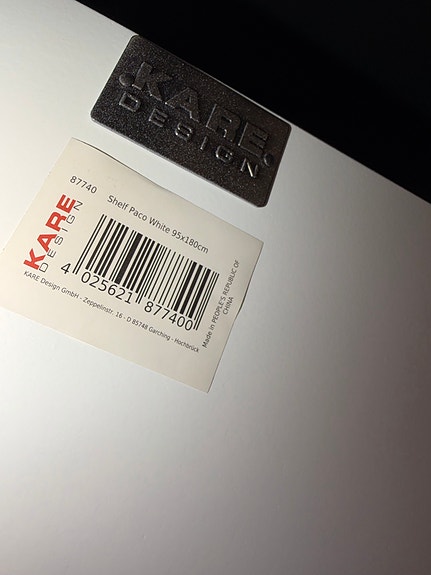 KARE
DESIGN
87740
Shelf Paco White 95x180cm
KARE
DESIGN
4 025621 877400
KARE Design GmbH - Zeppelinstr. 16 - D 85748 Garching - Hochbrück
Made in PEOPLE'S REPUBLIC OF
CHINA